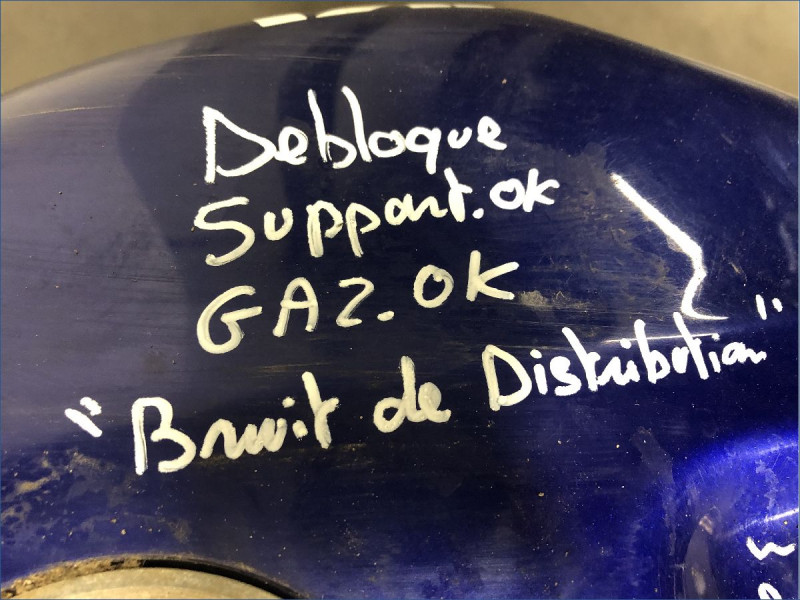 Debloque
Support.OK
GAZ.OK
"Bruit de Distribution"